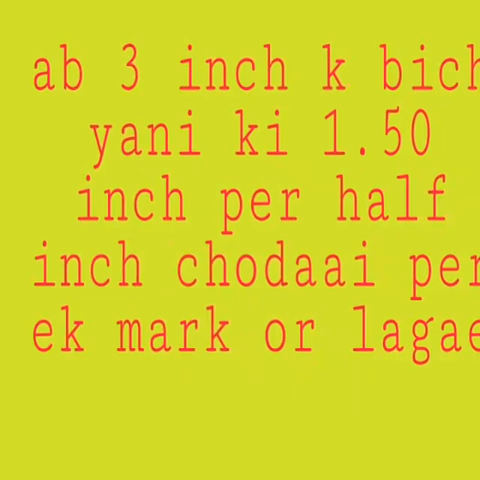 ab 3 inch k bich
yani ki 1.50
inch per half
inch chodaai per
ek mark or lagae